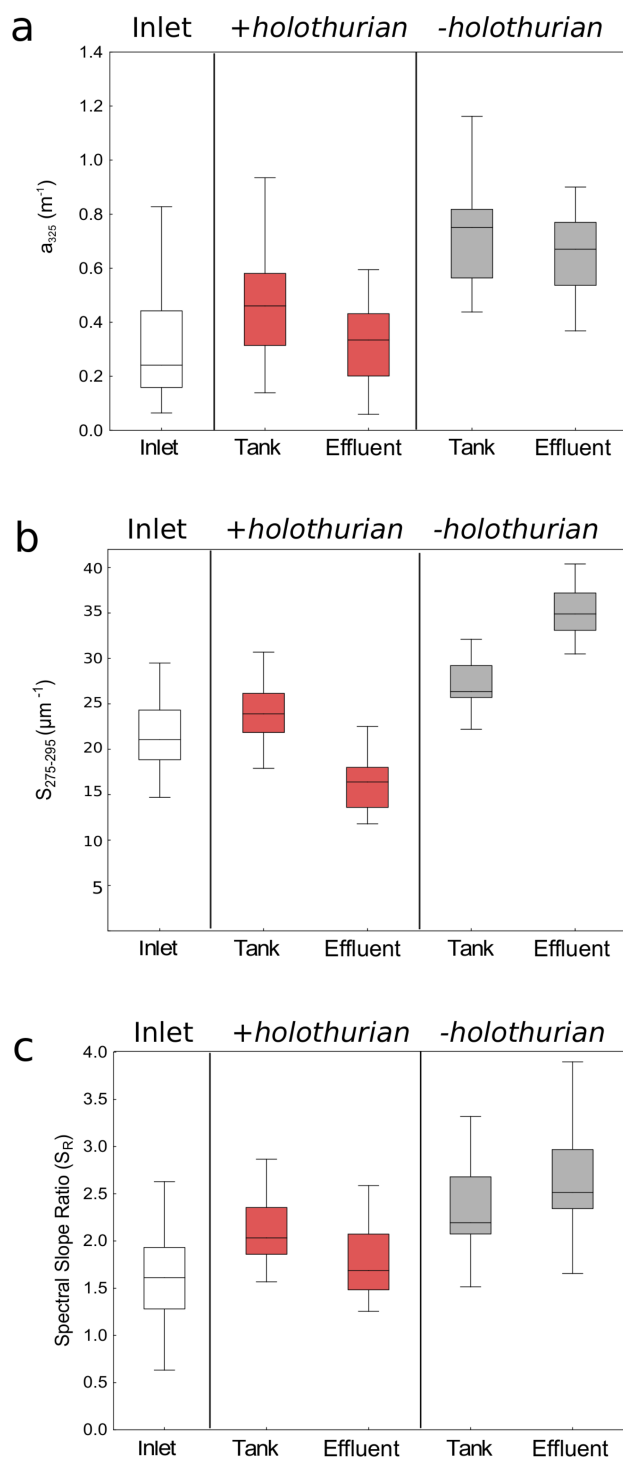 a
Inlet +holothurian -holothurian
a325 (m-1)
1.4
1.2
1.0
0.8
0.6
0.4
0.2
0.0
Inlet Tank Effluent Tank Effluent
b
Inlet +holothurian -holothurian
S275-295 (µm -1)
40
35
30
25
20
15
10
5
Inlet Tank Effluent Tank Effluent
c
Inlet +holothurian -holothurian
Spectral Slope Ratio (SR)
4.0
3.5
3.0
2.5
2.0
1.5
1.0
0.5
0.0
Inlet Tank Effluent Tank Effluent